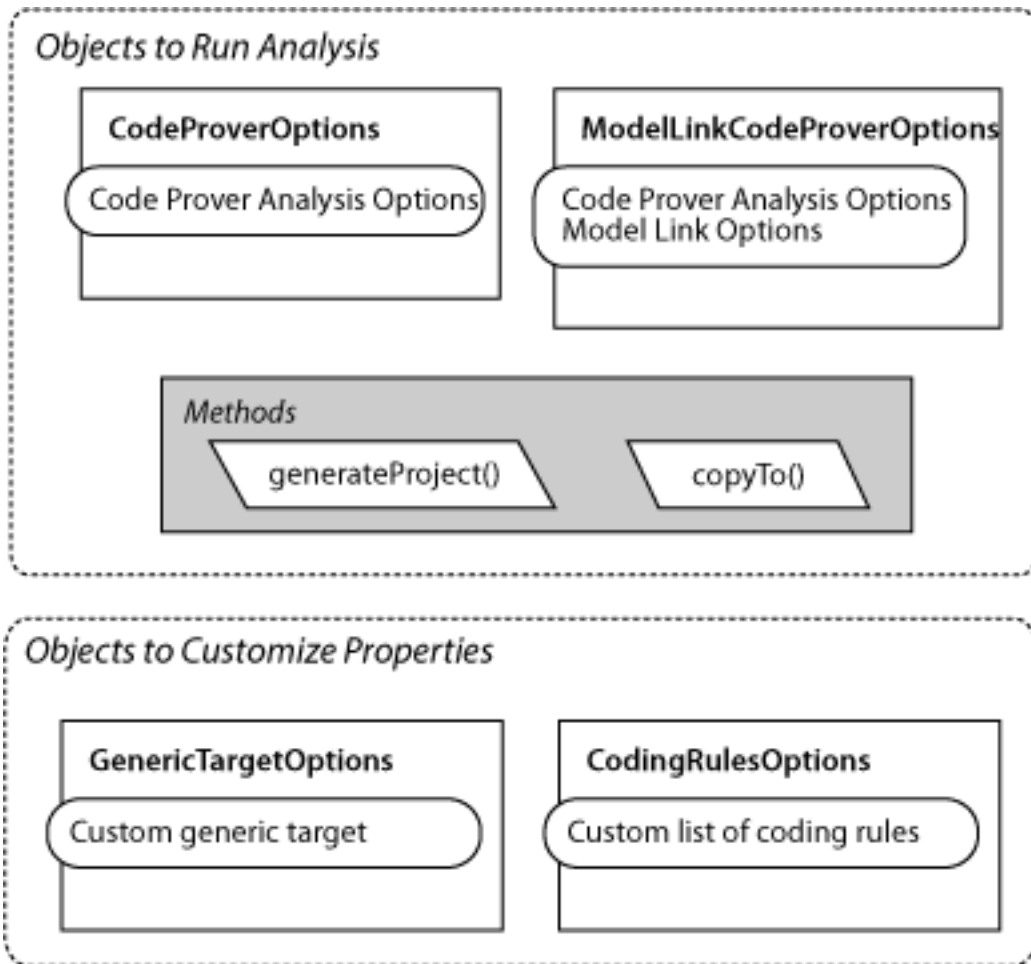 Objects to Run Analysis
CodeProverOptions
Code Prover Analysis Options
ModelLinkCodeProverOptions
Code Prover Analysis Options
Model Link Options
Methods
generateProject()
copyTo()
Objects to Customize Properties
GenericTargetOptions
Custom generic target
CodingRulesOptions
Custom list of coding rules